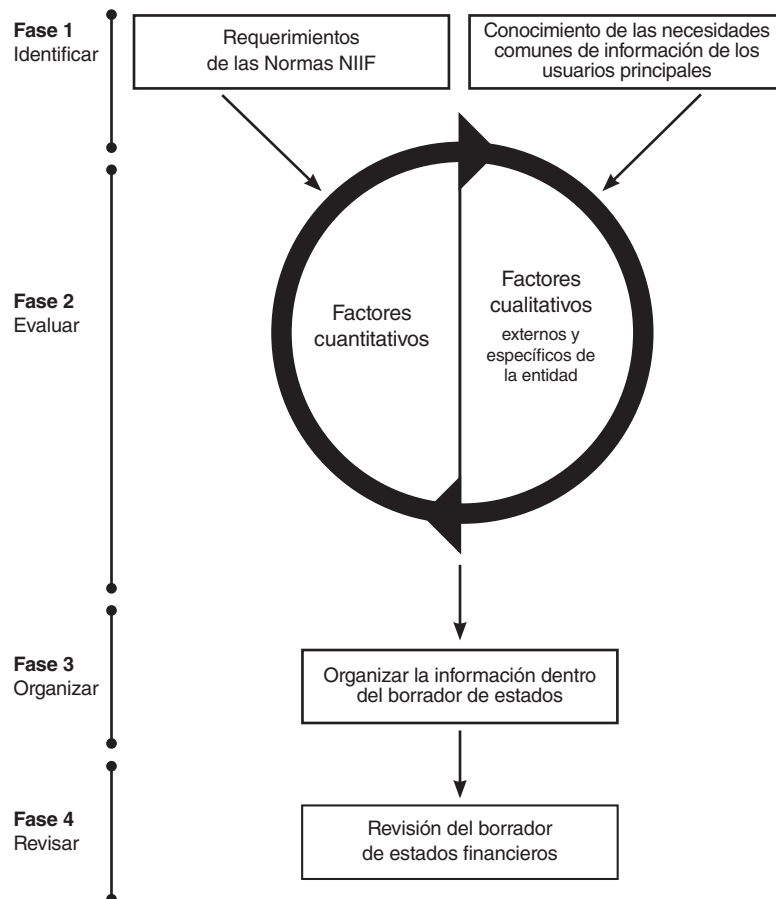 Fase 1
Identificar
Requerimientos
de las Normas NIIF
Conocimiento de las necesidades
comunes de información de los
usuarios principales
Fase 2
Evaluar
Factores
cuantitativos
Factores
cualitativos
externos y
específicos de
la entidad
Fase 3
Organizar
Organizar la información dentro
del borrador de estados
Fase 4
Revisar
Revisión del borrador
de estados financieros